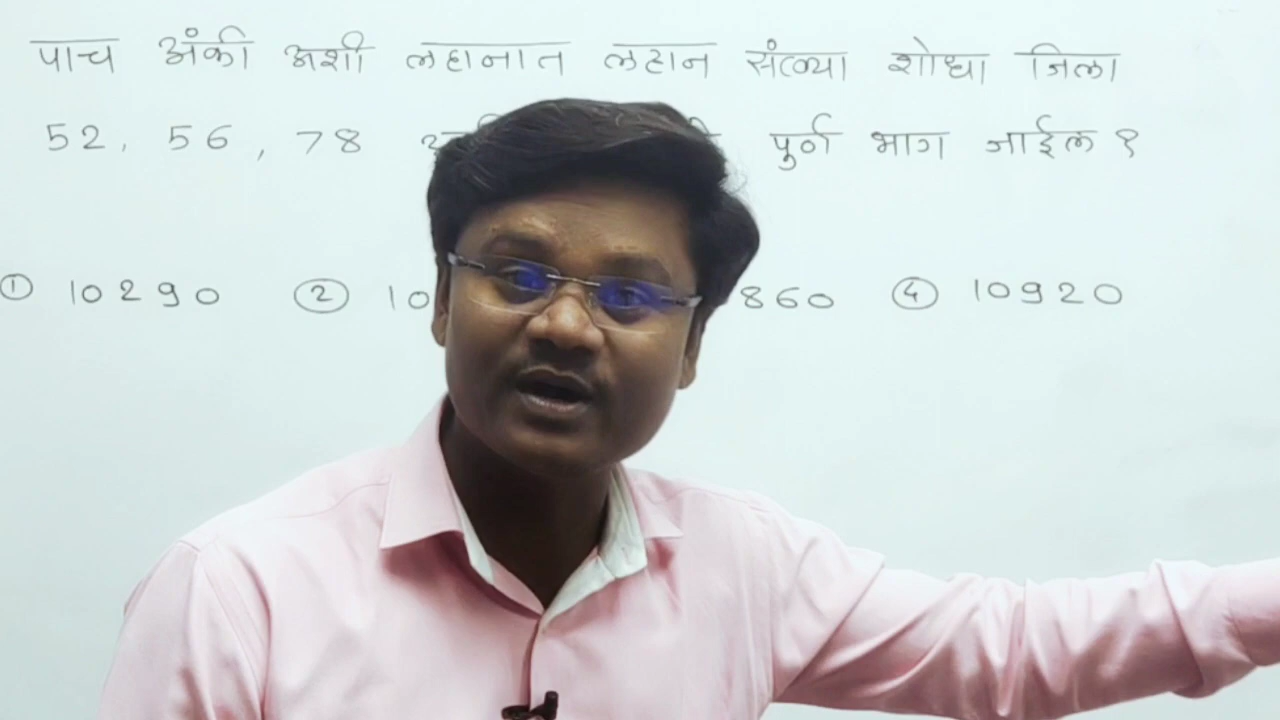 पाच अंकी अशी लहानात लहान संख्या शोधा जिला
52, 56, 78 पुर्ण भाग जाईल ?
① 10290 ② 10 860 ④ 10920